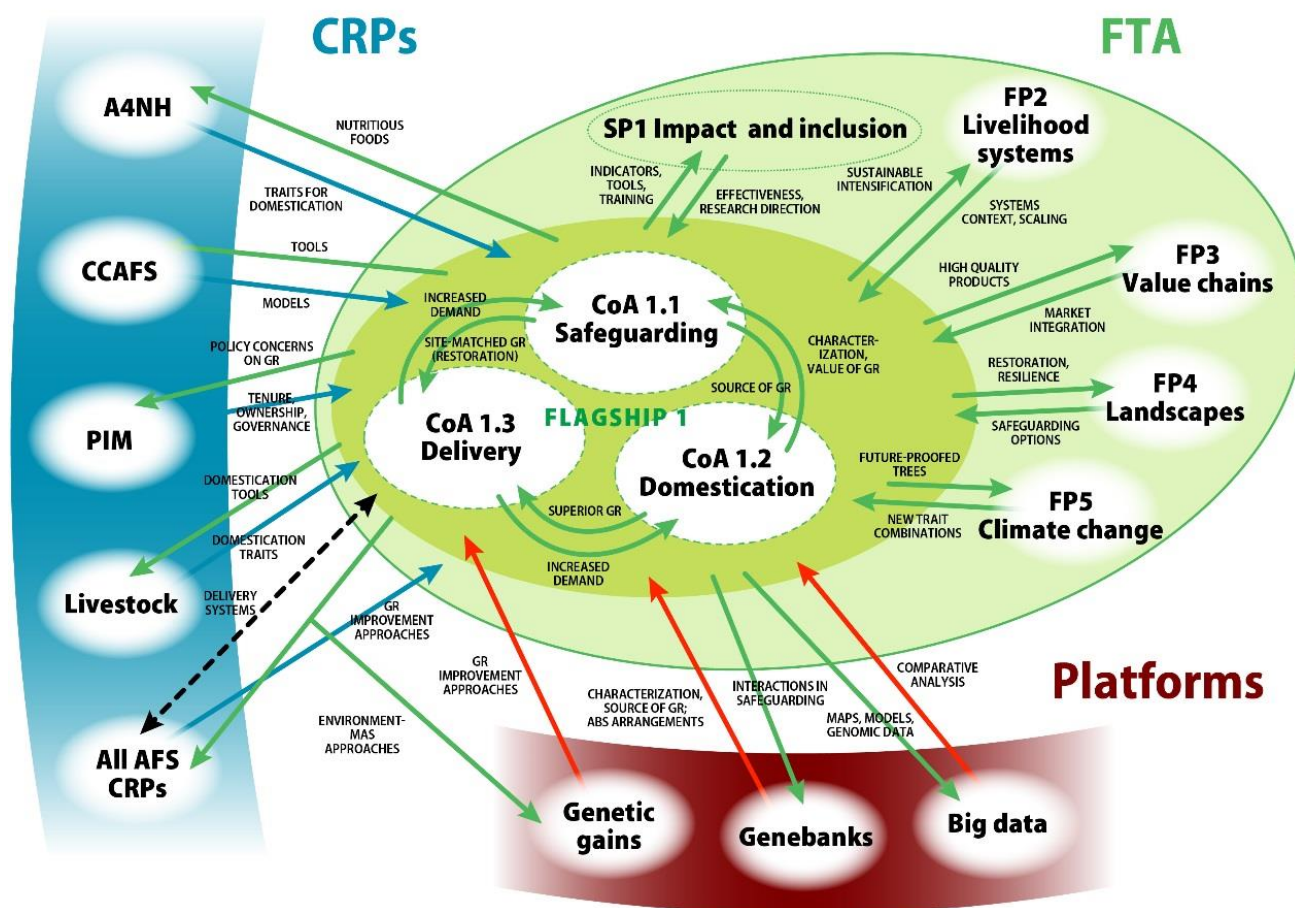 CRPs
FTA
A4NH
NUTRITIOUS
FOODS
TRAITS FOR
DOMESTICATION
CCAFS
TOOLS
MODELS
POLICY CONCERNS
ON GR
PIM
TENURE,
OWNERSHIP,
GOVERNANCE
DOMESTICATION
TOOLS
DOMESTICATION
TRAITS
Livestock
DELIVERY
SYSTEMS
GR
IMPROVEMENT
APPROACHES
All AFS
CRPs
ENVIRONMENT-
MAS
APPROACHES
SP1 Impact and inclusion
INDICATORS,
TOOLS,
TRAINING
EFFECTIVENESS,
RESEARCH DIRECTION
SUSTAINABLE
INTENSIFICATION
FP2
Livelihood
systems
SYSTEMS
CONTEXT, SCALING
HIGH QUALITY
PRODUCTS
FP3
Value chains
MARKET
INTEGRATION
RESTORATION,
RESILIENCE
FP4
Landscapes
SAFEGUARDING
OPTIONS
FUTURE-PROOFED
TREES
FP5
Climate change
NEW TRAIT
COMBINATIONS
INCREASED
DEMAND
CoA 1.1
Safeguarding
SITE-MATCHED GR
(RESTORATION)
CHARACTER-
IZATION,
VALUE OF GR
SOURCE OF GR
CoA 1.3
Delivery
FLAGSHIP 1
CoA 1.2
Domestication
SUPERIOR GR
INCREASED
DEMAND
GR
IMPROVEMENT
APPROACHES
CHARACTERIZATION,
SOURCE OF GR;
ABS ARRANGEMENTS
INTERACTIONS IN
SAFEGUARDING
MAPS, MODELS,
GENOMIC DATA
COMPARATIVE
ANALYSIS
Platforms
Genetic
gains
Genebanks
Big data